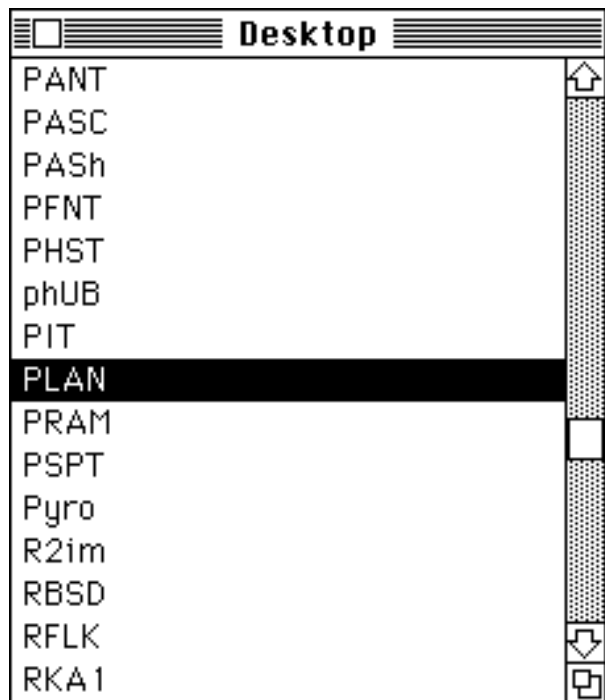 Desktop
PANT
PASC
PASh
PFNT
PHST
phUB
PIT
PLAN
PRAM
PSPT
Pyro
R2im
RBSD
RFLK
RKA1